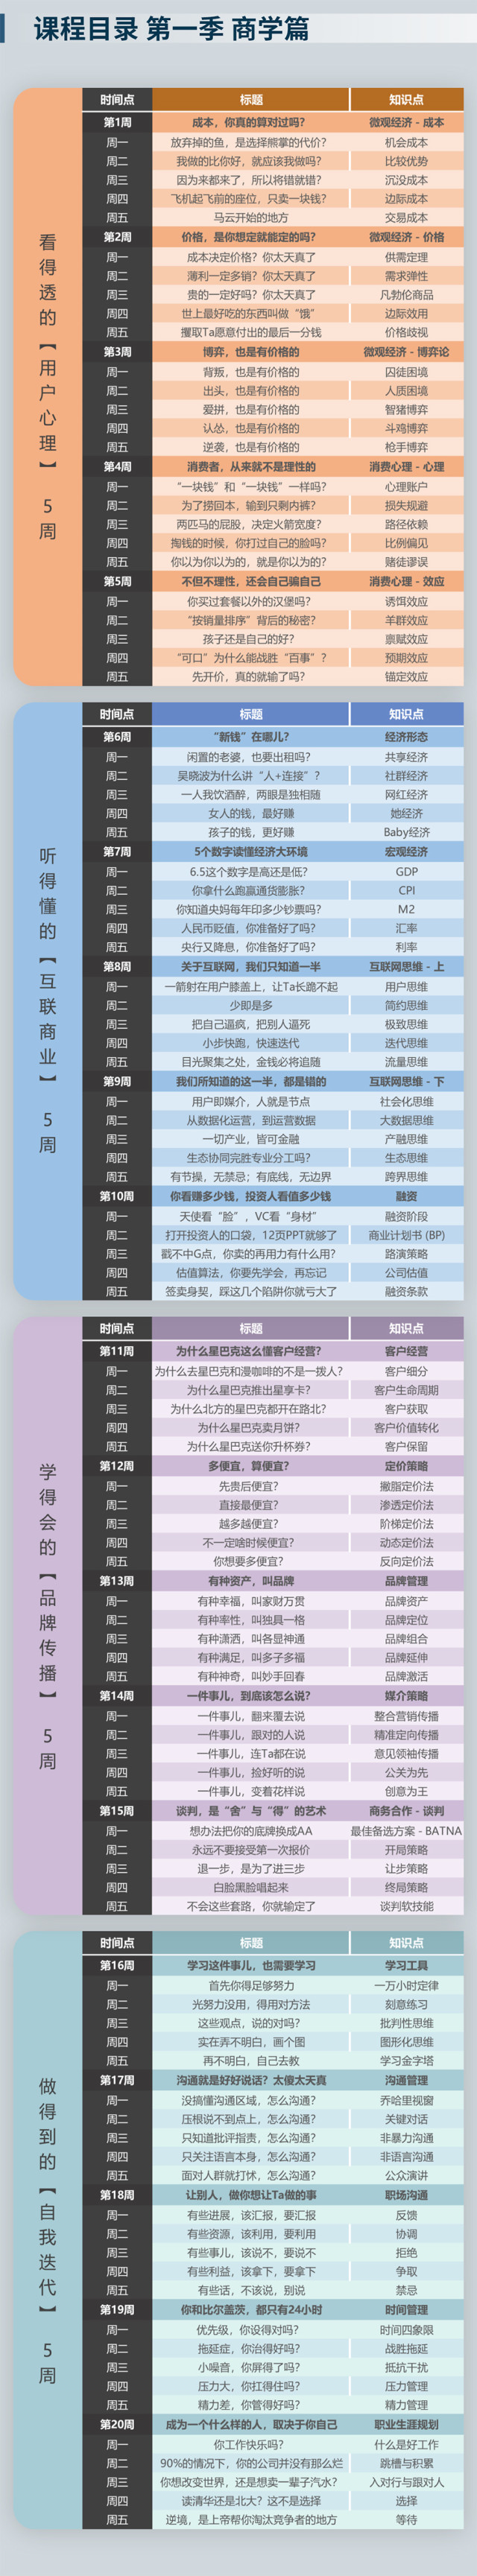 课程目录 第一季 商学篇
看得透的【用户心理】 5周
时间点 标题 知识点
第1周 成本，你真的算对过吗？ 微观经济 - 成本
周一 放弃掉的鱼，是选择熊掌的代价？ 机会成本
周二 我做的比你好，就应该我做吗？ 比较优势
周三 因为来都来了，所以将错就错？ 沉没成本
周四 飞机起飞前的座位，只卖一块钱？ 边际成本
周五 马云开始的地方 交易成本
第2周 价格，是你想定就能定的吗？ 微观经济 - 价格
周一 成本决定价格？你太天真了 供需定理
周二 薄利一定多销？你太天真了 需求弹性
周三 贵的一定好吗？你太天真了 凡勃伦商品
周四 世上最好吃的东西叫做“饿” 边际效用
周五 攫取Ta愿意付出的最后一分钱 价格歧视
第3周 博弈，也是有价格的 微观经济 - 博弈论
周一 背叛，也是有价格的 囚徒困境
周二 出头，也是有价格的 人质困境
周三 爱拼，也是有价格的 智猪博弈
周四 认怂，也是有价格的 斗鸡博弈
周五 逆袭，也是有价格的 枪手博弈
第4周 消费者，从来就不是理性的 消费心理 - 心理
周一 “一块钱”和“一块钱”一样吗？ 心理账户
周二 为了捞回本，输到只剩内裤？ 损失规避
周三 两匹马的屁股，决定火箭宽度？ 路径依赖
周四 掏钱的时候，你打过自己的脸吗？ 比例偏见
周五 你以为你以为的，就是你以为的？ 赌徒谬误
第5周 不但不理性，还会自己骗自己 消费心理 - 效应
周一 你买过套餐以外的汉堡吗？ 诱饵效应
周二 “按销量排序”背后的秘密？ 羊群效应
周三 孩子还是自己的好？ 禀赋效应
周四 “可口”为什么能战胜“百事”？ 预期效应
周五 先开价，真的就输了吗？ 锚定效应
听得懂的【互联商业】 5周
时间点 标题 知识点
第6周 “新钱”在哪儿？ 经济形态
周一 闲置的老婆，也要出租吗？ 共享经济
周二 吴晓波为什么讲“人+连接”？ 社群经济
周三 一人我饮酒醉，两眼是独相随 网红经济
周四 女人的钱，最好赚 她经济
周五 孩子的钱，更好赚 Baby经济
第7周 5个数字读懂经济大环境 宏观经济
周一 6.5这个数字是高还是低？ GDP
周二 你拿什么跑赢通货膨胀？ CPI
周三 你知道央妈每年印多少钞票吗？ M2
周四 人民币贬值，你准备好了吗？ 汇率
周五 央行又降息，你准备好了吗？ 利率
第8周 关于互联网，我们只知道一半 互联网思维 - 上
周一 一箭射在用户膝盖上，让Ta长跪不起 用户思维
周二 少即是多 简约思维
周三 把自己逼疯，把别人逼死 极致思维
周四 小步快跑，快速迭代 迭代思维
周五 目光聚集之处，金钱必将追随 流量思维
第9周 我们所知道的这一半，都是错的 互联网思维 - 下
周一 用户即媒介，人就是节点 社会化思维
周二 从数据化运营，到运营数据 大数据思维
周三 一切产业，皆可金融 产融思维
周四 生态协同完胜专业分工吗？ 生态思维
周五 有节操，无禁忌；有底线，无边界 跨界思维
第10周 你看赚多少钱，投资人看值多少钱 融资
周一 天使看“脸”，VC看“身材” 融资阶段
周二 打开投资人的口袋，12页PPT就够了 商业计划书 (BP)
周三 戳不中G点，你卖的再用力有什么用？ 路演策略
周四 估值算法，你要先学会，再忘记 公司估值
周五 签卖身契，踩这几个陷阱你就亏大了 融资条款
学得会的【品牌传播】 5周
时间点 标题 知识点
第11周 为什么星巴克这么懂客户经营？ 客户经营
周一 为什么去星巴克和漫咖啡的不是一拨人？ 客户细分
周二 为什么星巴克推出星享卡？ 客户生命周期
周三 为什么北方的星巴克都开在路北？ 客户获取
周四 为什么星巴克卖月饼？ 客户价值转化
周五 为什么星巴克送你升杯券？ 客户保留
第12周 多便宜，算便宜？ 定价策略
周一 先贵后便宜？ 撇脂定价法
周二 直接最便宜？ 渗透定价法
周三 越多越便宜？ 阶梯定价法
周四 不一定啥时候便宜？ 动态定价法
周五 你想要多便宜？ 反向定价法
第13周 有种资产，叫品牌 品牌管理
周一 有种幸福，叫家财万贯 品牌资产
周二 有种率性，叫独具一格 品牌定位
周三 有种潇洒，叫各显神通 品牌组合
周四 有种满足，叫多子多福 品牌延伸
周五 有种神奇，叫妙手回春 品牌激活
第14周 一件事儿，到底该怎么说？ 媒介策略
周一 一件事儿，翻来覆去说 整合营销传播
周二 一件事儿，跟对的人说 精准定向传播
周三 一件事儿，连Ta都在说 意见领袖传播
周四 一件事儿，捡好听的说 公关为先
周五 一件事儿，变着花样说 创意为王
第15周 谈判，是“舍”与“得”的艺术 商务合作 - 谈判
周一 想办法把你的底牌换成AA 最佳备选方案 - BATNA
周二 永远不要接受第一次报价 开局策略
周三 退一步，是为了进三步 让步策略
周四 白脸黑脸唱起来 终局策略
周五 不会这些套路，你就输定了 谈判软技能
做得到的【自我迭代】 5周
时间点 标题 知识点
第16周 学习这件事儿，也需要学习 学习工具
周一 首先你得足够努力 一万小时定律
周二 光努力没用，得用对方法 刻意练习
周三 这些观点，说的对吗？ 批判性思维
周四 实在弄不明白，画个图 图形化思维
周五 再不明白，自己去教 学习金字塔
第17周 沟通就是好好说话？太傻太天真 沟通管理
周一 没搞懂沟通区域，怎么沟通？ 乔哈里视窗
周二 压根说不到点上，怎么沟通？ 关键对话
周三 只知道批评指责，怎么沟通？ 非暴力沟通
周四 只关注语言本身，怎么沟通？ 非语言沟通
周五 面对人群就打怵，怎么沟通？ 公众演讲
第18周 让别人，做你想让Ta做的事 职场沟通
周一 有些进展，该汇报，要汇报 反馈
周二 有些资源，该利用，要利用 协调
周三 有些事儿，该说不，要说不 拒绝
周四 有些利益，该拿下，要拿下 争取
周五 有些话，不该说，别说 禁忌
第19周 你和比尔盖茨，都只有24小时 时间管理
周一 优先级，你设得对吗？ 时间四象限
周二 拖延症，你治得好吗？ 战胜拖延
周三 小噪音，你屏得了吗？ 抵抗干扰
周四 压力大，你扛得住吗？ 压力管理
周五 精力差，你管得好吗？ 精力管理
第20周 成为一个什么样的人，取决于你自己 职业生涯规划
周一 你工作快乐吗？ 什么是好工作
周二 90%的情况下，你的公司并没有那么烂 跳槽与积累
周三 你想改变世界，还是想卖一辈子汽水？ 入对行与跟对人
周四 读清华还是北大？这不是选择 选择
周五 逆境，是上帝帮你淘汰竞争者的地方 等待